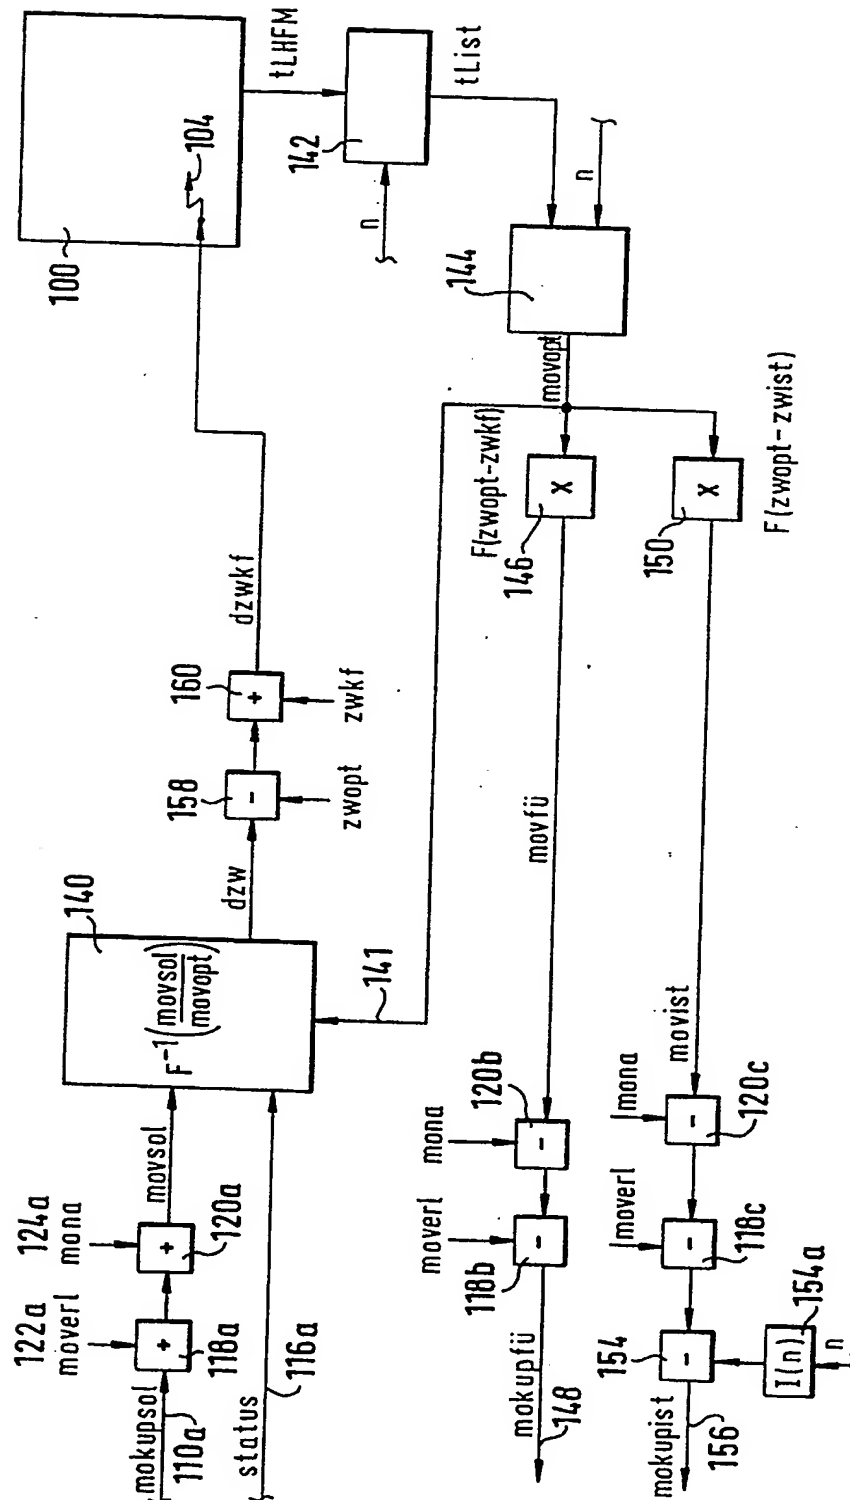 100
104
tLHFM
142
n
tList
n
144
movopt
dzwkf
160
+
zwkf
158
-
zwopt
dzw
140
F⁻¹(movsol/movopt)
141
movsol
124a
mona
+
120a
122a
moverl
+
118a
mokupsol
110a
status
116a
F(zwopt-zwkf)
X
146
movfü
120b
mona
-
moverl
-
118b
mokupfü
148
F(zwopt-zwist)
X
150
movist
mona
-
120c
moverl
-
118c
154
-
154a
I(n)
n
mokupist
156